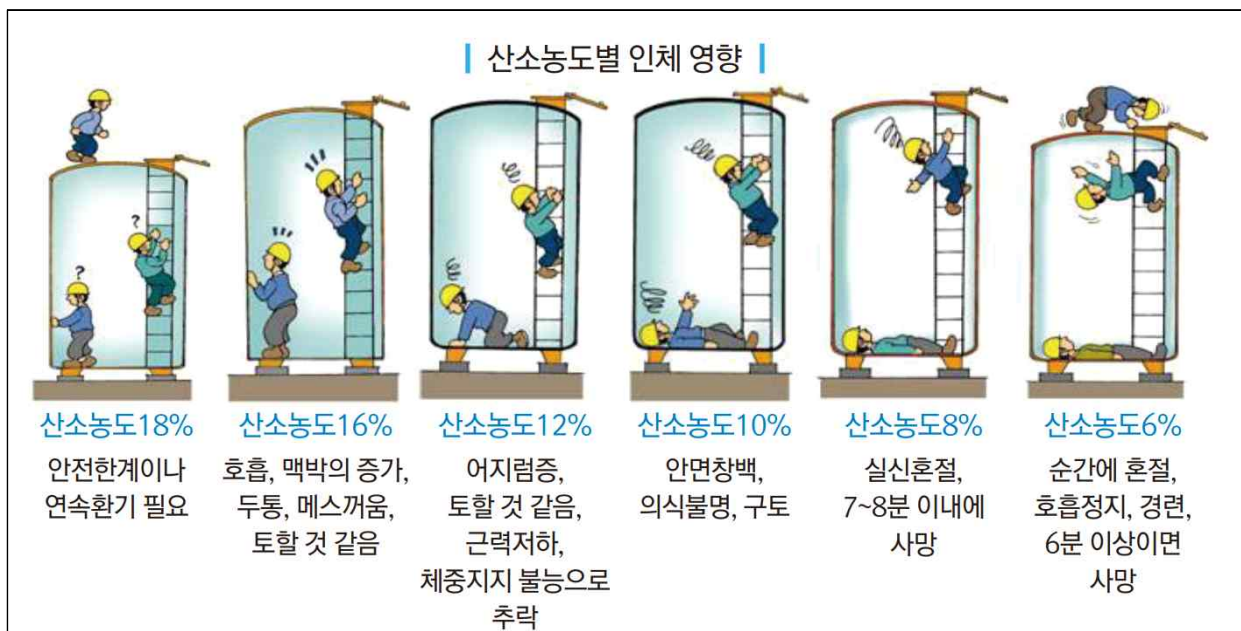 산소농도별 인체 영향
?
?
산소농도18%
안전한계이나
연속환기 필요
산소농도16%
호흡, 맥박의 증가,
두통, 메스꺼움,
토할 것 같음
산소농도12%
어지럼증,
토할 것 같음,
근력저하,
체중지지 불능으로
추락
산소농도10%
안면창백,
의식불명, 구토
산소농도8%
실신혼절,
7~8분 이내에
사망
산소농도6%
순간에 혼절,
호흡정지, 경련,
6분 이상이면
사망